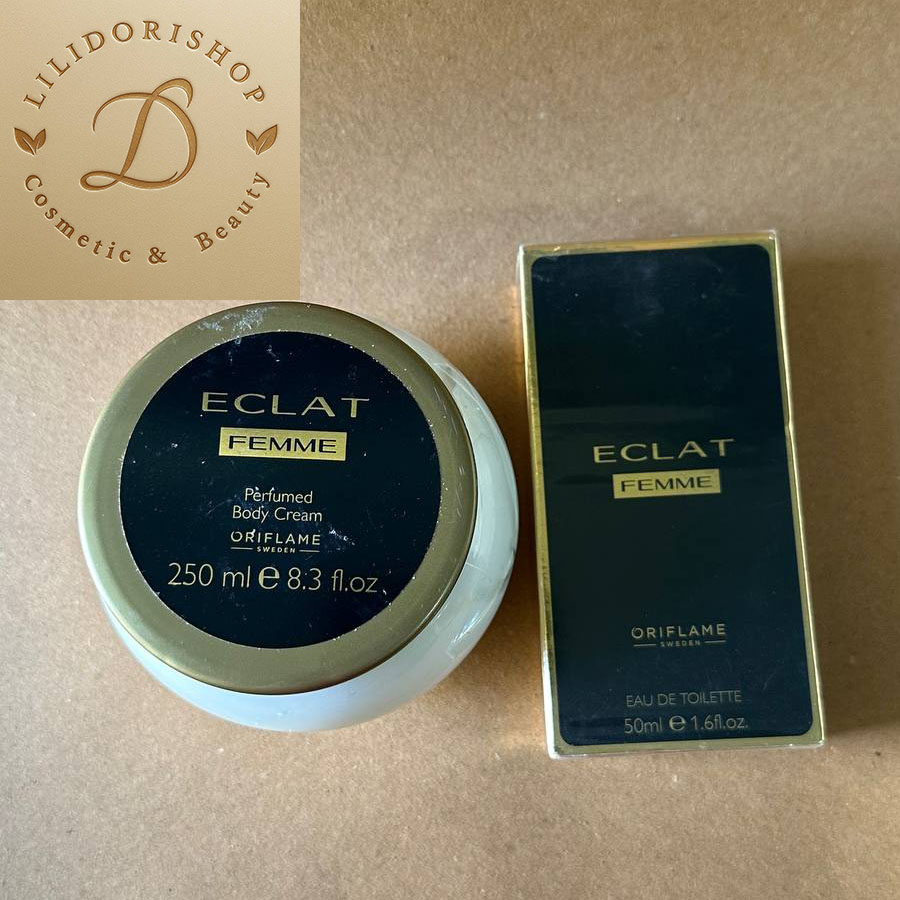 LILIDORISHOP
D
Cosmetic & Beauty
ECLAT
FEMME
Perfumed
Body Cream
ORIFLAME
SWEDEN
250 ml e 8.3 fl.oz.
ECLAT
FEMME
ORIFLAME
SWEDEN
EAU DE TOILETTE
50ml e 1.6fl.oz.